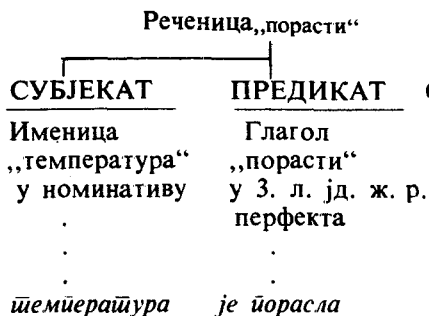 Реченица„порасти“
СУБЈЕКАТ ПРЕДИКАТ
Именица Глагол
„температура“ „порасти“
у номинативу у 3. л. јд. ж. р.
перфекта
. .
. .
. .
температура је порасла